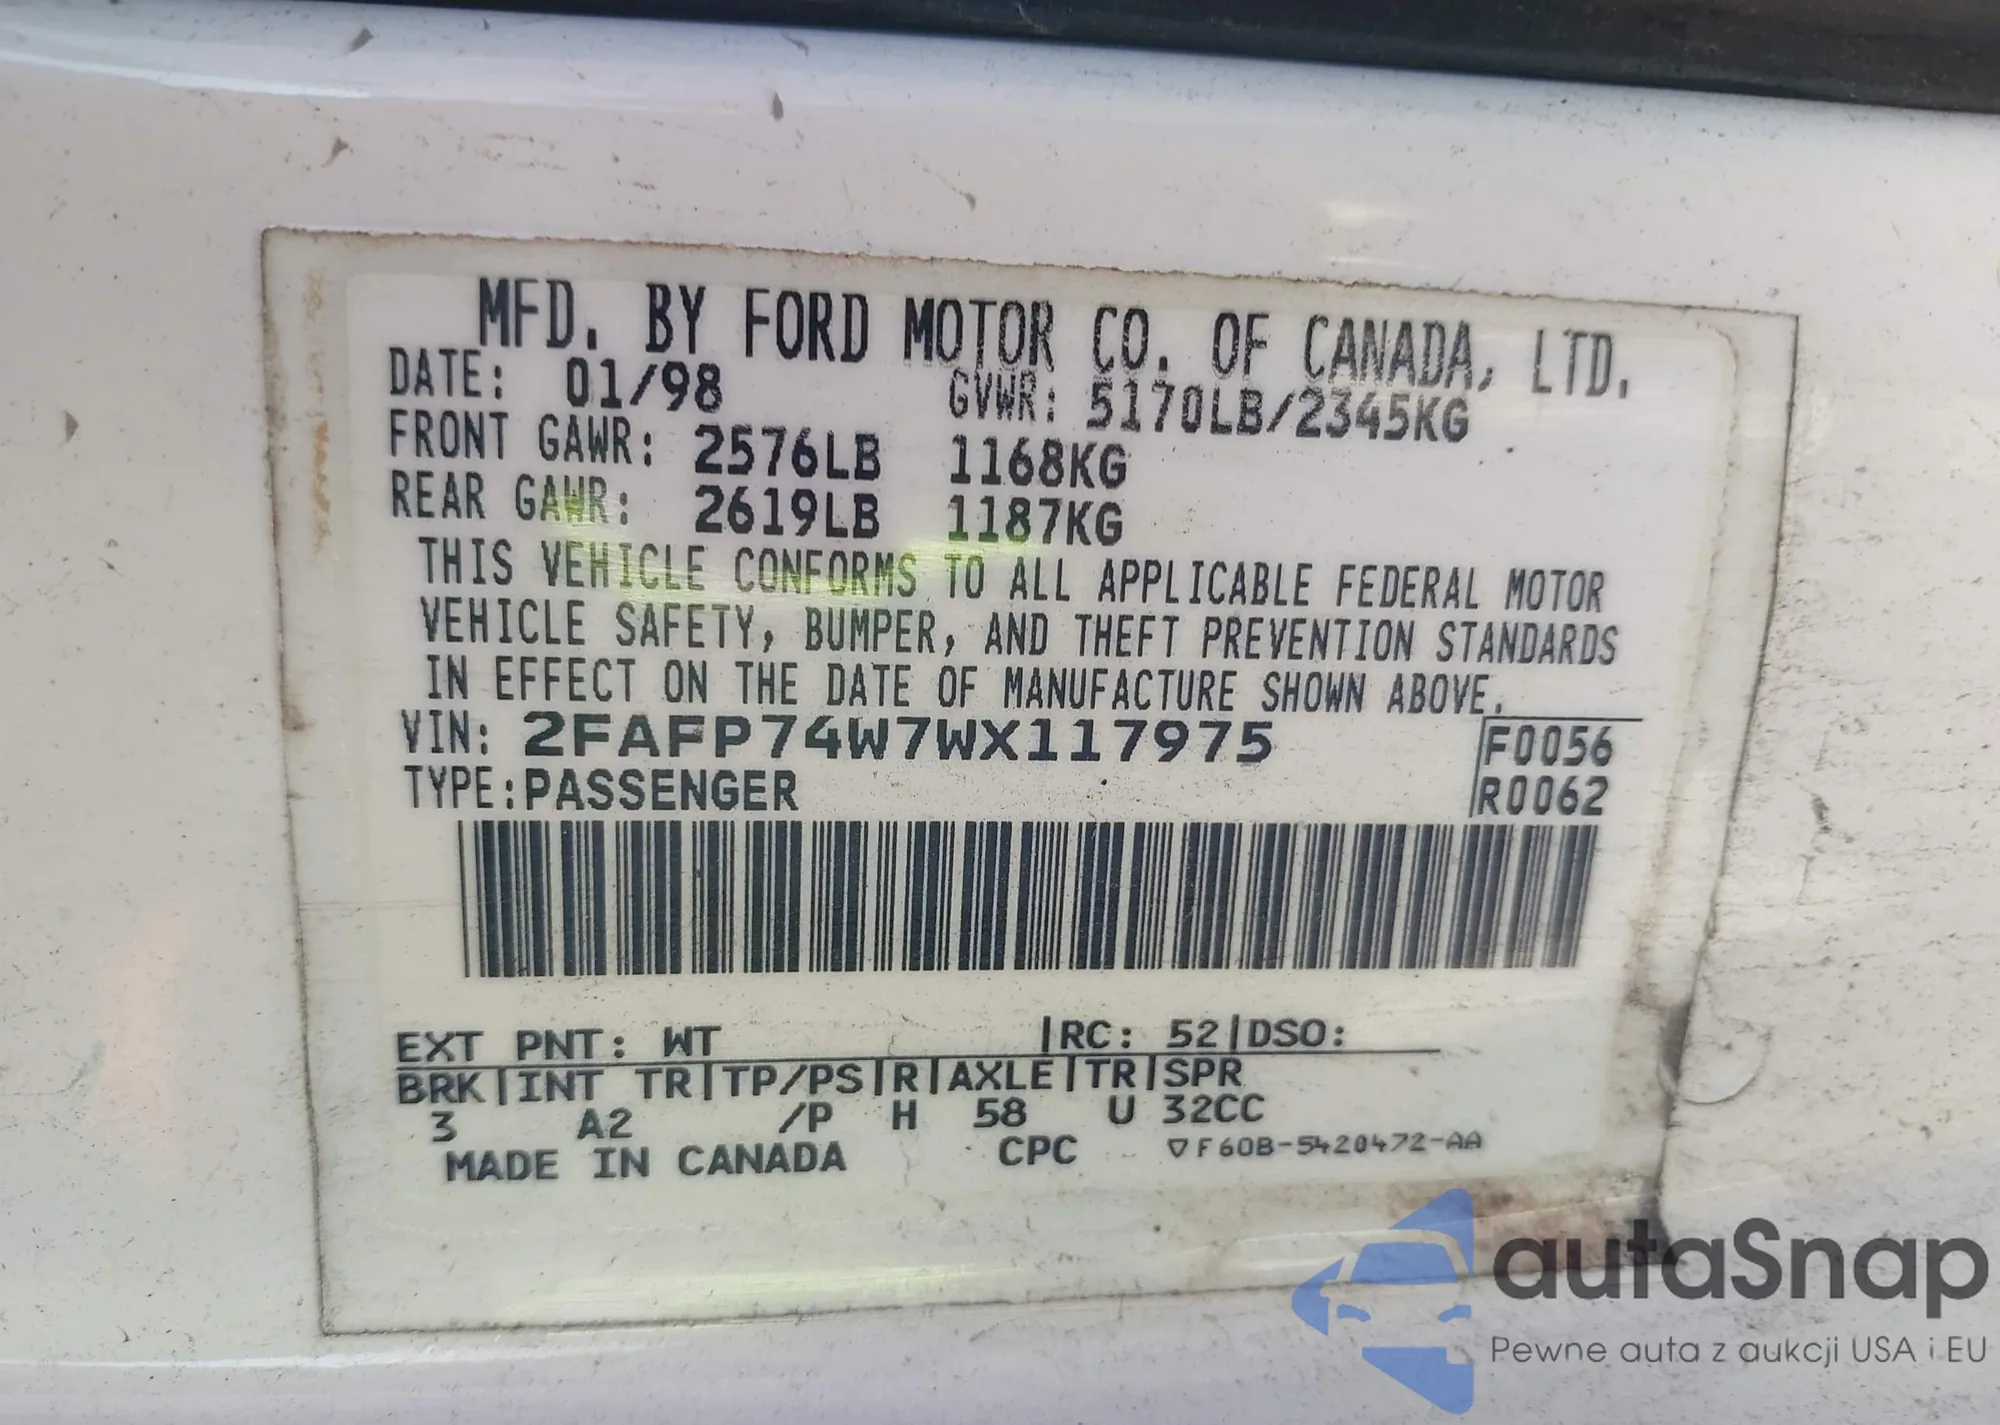 MFD. BY FORD MOTOR CO. OF CANADA, LTD.
DATE: 01/98 GVWR: 5170LB/2345KG
FRONT GAWR: 2576LB 1168KG
REAR GAWR: 2619LB 1187KG
THIS VEHICLE CONFORMS TO ALL APPLICABLE FEDERAL MOTOR
VEHICLE SAFETY, BUMPER, AND THEFT PREVENTION STANDARDS
IN EFFECT ON THE DATE OF MANUFACTURE SHOWN ABOVE.
VIN: 2FAFP74W7WX117975 F0056
TYPE:PASSENGER R0062
EXT PNT: WT |RC: 52|DSO:
BRK|INT TR|TP/PS|R|AXLE|TR|SPR
3 A2 /P H 58 U 32CC
MADE IN CANADA CPC ▽F60B-5420472-AA
autaSnap
Pewne auta z aukcji USA i EU